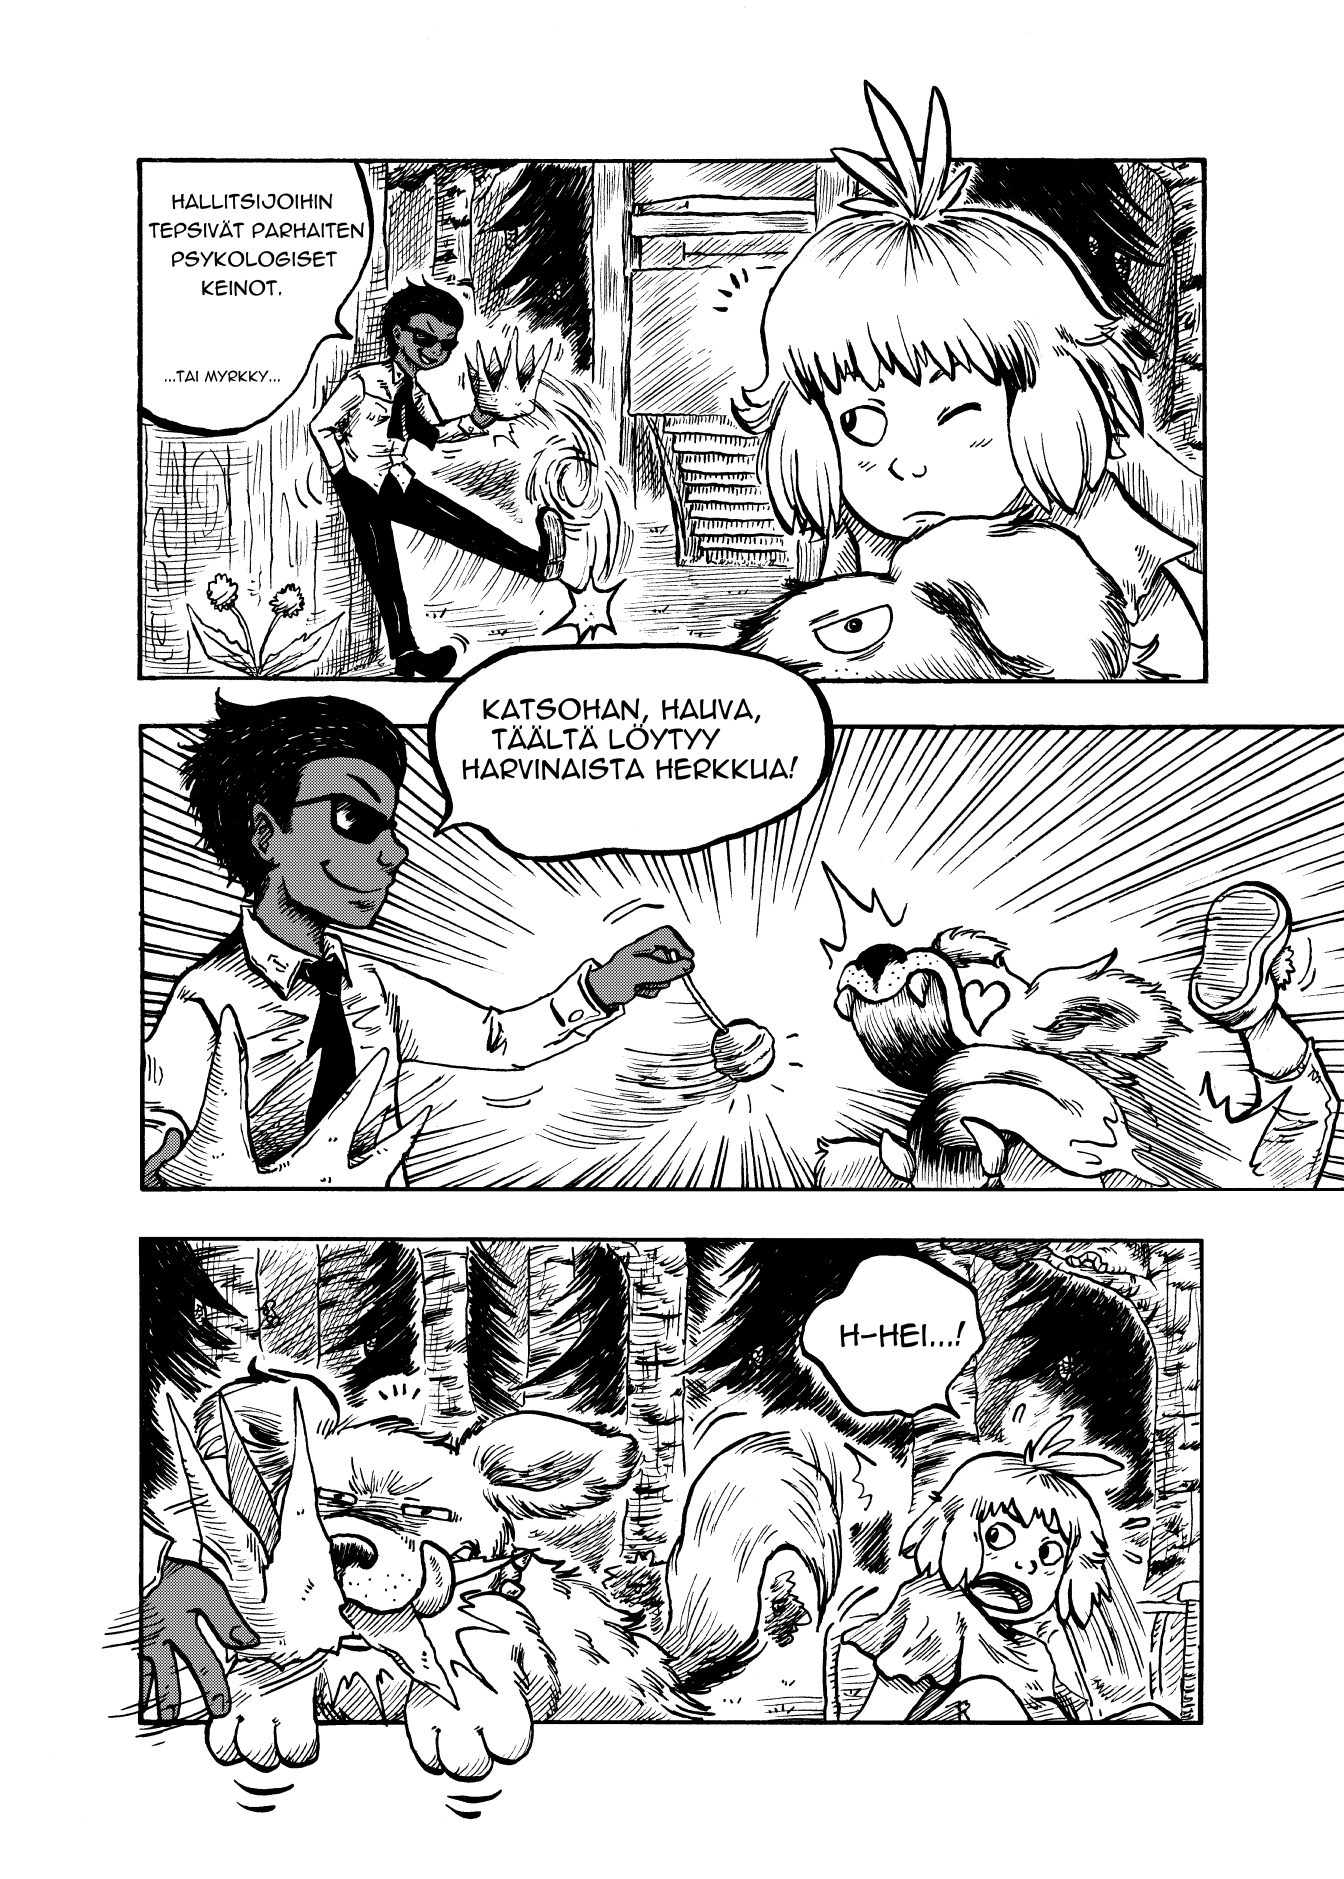 HALLITSIJOIHIN
TEPSIVÄT PARHAITEN
PSYKOLOGISET
KEINOT.
...TAI MYRKKY...
KATSOHAN, HAUVA,
TÄÄLTÄ LÖYTYY
HARVINAISTA HERKKUA!
H-HEI...!